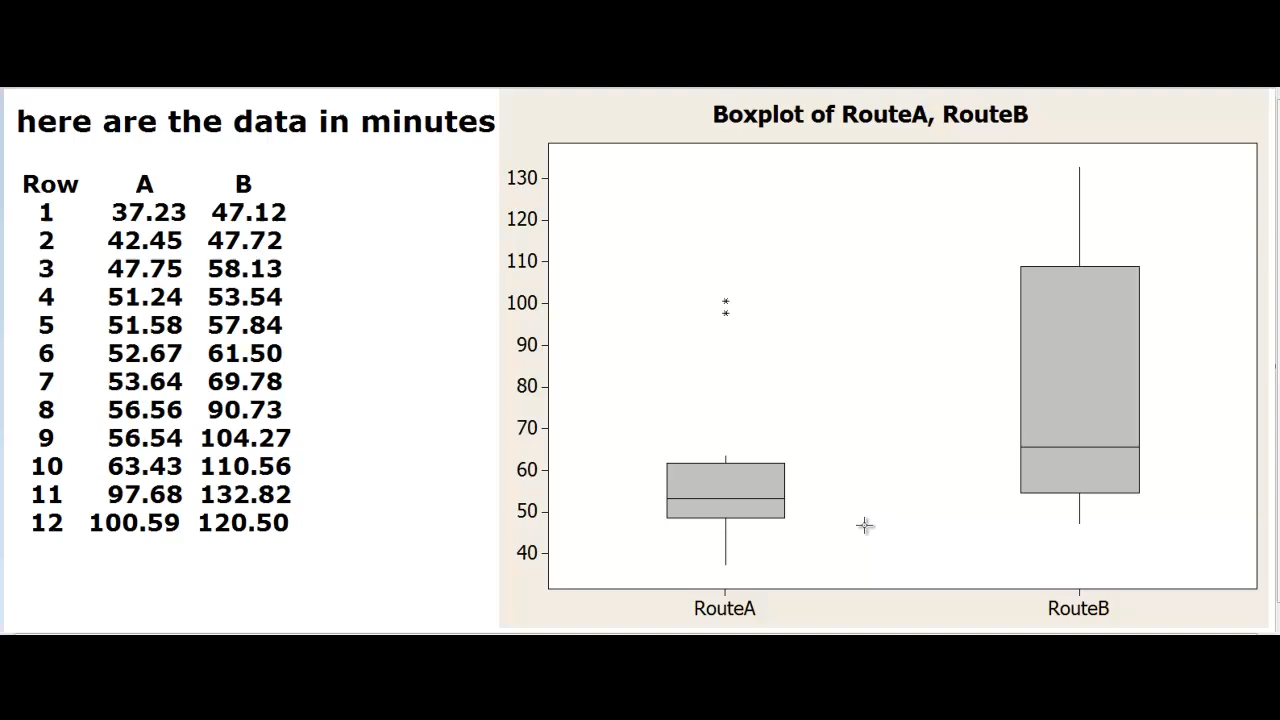 here are the data in minutes
Row A B
1 37.23 47.12
2 42.45 47.72
3 47.75 58.13
4 51.24 53.54
5 51.58 57.84
6 52.67 61.50
7 53.64 69.78
8 56.56 90.73
9 56.54 104.27
10 63.43 110.56
11 97.68 132.82
12 100.59 120.50
Boxplot of RouteA, RouteB
130
120
110
100
90
80
70
60
50
40
RouteA RouteB